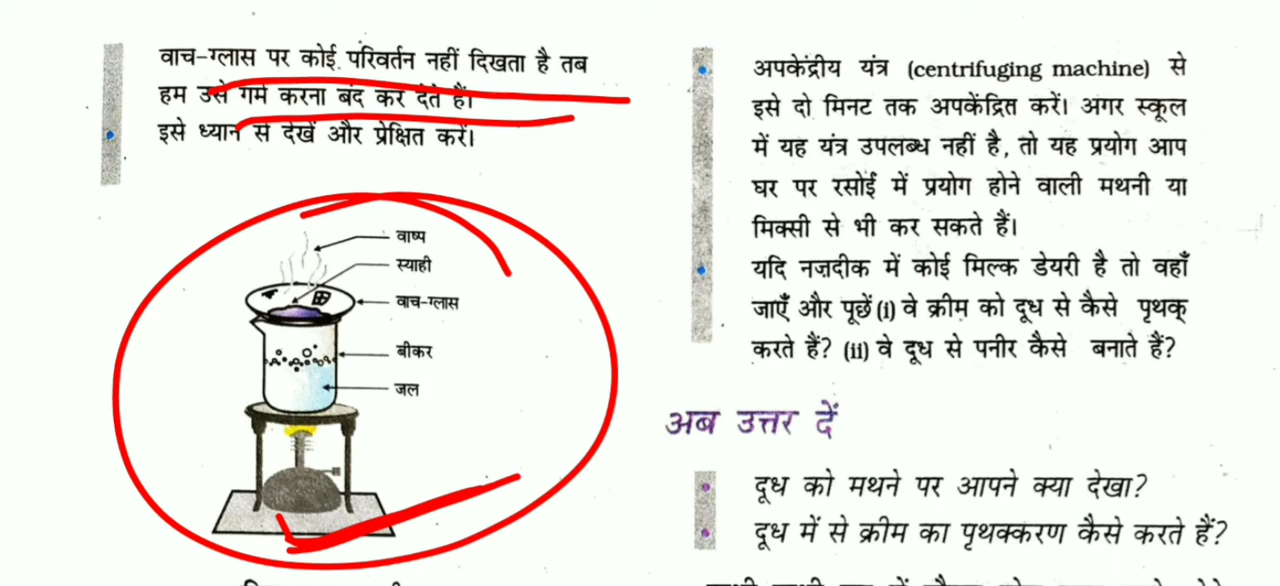 वाच-ग्लास पर कोई परिवर्तन नहीं दिखता है तब
हम उसे गर्म करना बंद कर देते हैं।
इसे ध्यान से देखें और प्रेक्षित करें।
वाष्प
स्याही
वाच-ग्लास
बीकर
जल
अपकेंद्रीय यंत्र (centrifuging machine) से
इसे दो मिनट तक अपकेंद्रित करें। अगर स्कूल
में यह यंत्र उपलब्ध नहीं है, तो यह प्रयोग आप
घर पर रसोई में प्रयोग होने वाली मथनी या
मिक्सी से भी कर सकते हैं।
यदि नज़दीक में कोई मिल्क डेयरी है तो वहाँ
जाएँ और पूछें (i) वे क्रीम को दूध से कैसे पृथक्
करते हैं? (ii) वे दूध से पनीर कैसे बनाते हैं?
अब उत्तर दें
दूध को मथने पर आपने क्या देखा?
दूध में से क्रीम का पृथक्करण कैसे करते हैं?